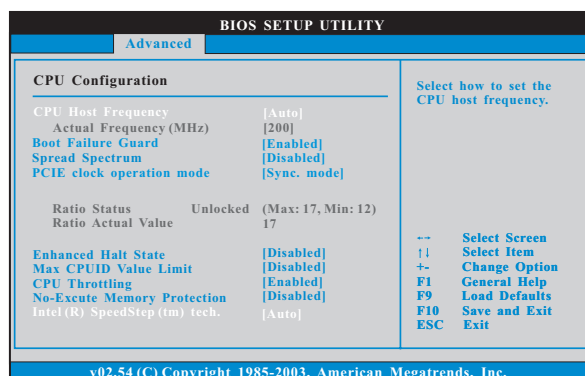 BIOS SETUP UTILITY
Advanced
CPU Configuration
CPU Host Frequency [Auto]
Actual Frequency (MHz) [200]
Boot Failure Guard [Enabled]
Spread Spectrum [Disabled]
PCIE clock operation mode [Sync. mode]
Ratio Status Unlocked (Max: 17, Min: 12)
Ratio Actual Value 17
Enhanced Halt State [Disabled]
Max CPUID Value Limit [Disabled]
CPU Throttling [Enabled]
No-Excute Memory Protection [Disabled]
Intel (R) SpeedStep (tm) tech. [Auto]
Select how to set the
CPU host frequency.
←→ Select Screen
↑↓ Select Item
+- Change Option
F1 General Help
F9 Load Defaults
F10 Save and Exit
ESC Exit
v02.54 (C) Copyright 1985-2003, American Megatrends, Inc.